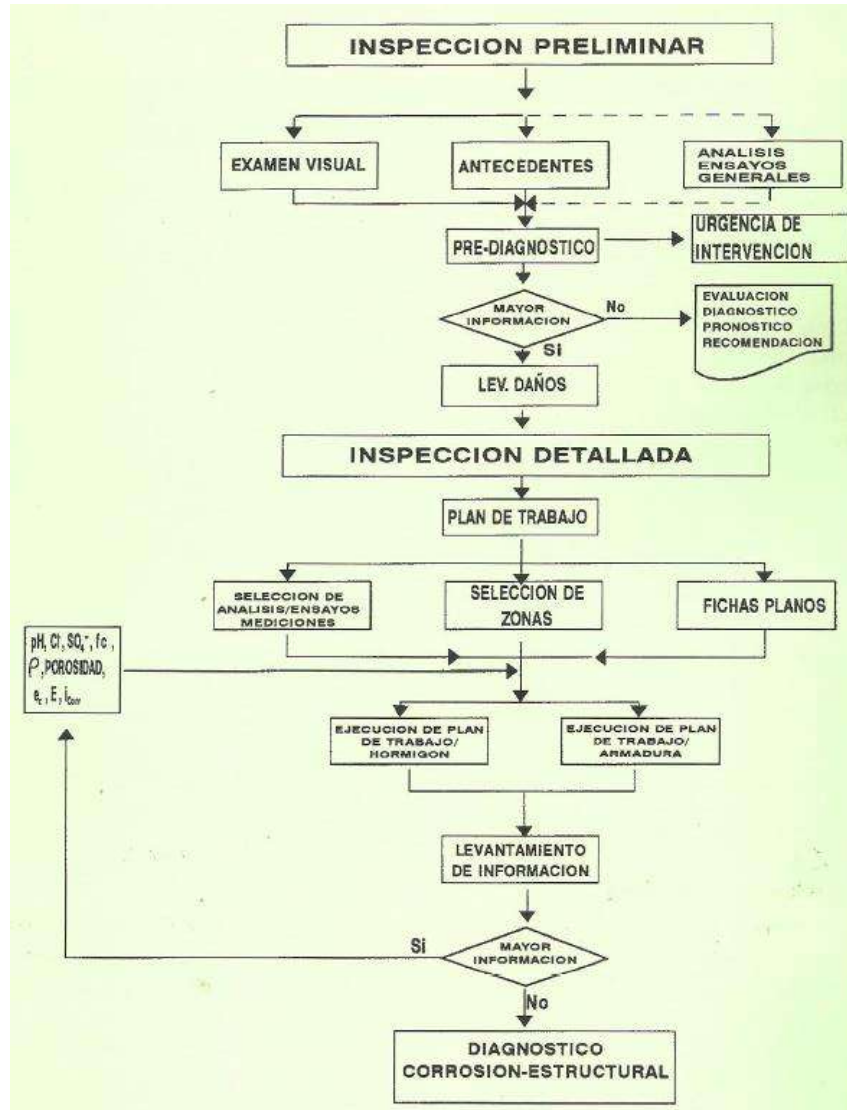 INSPECCION PRELIMINAR
EXAMEN VISUAL
ANTECEDENTES
ANALISIS
ENSAYOS
GENERALES
PRE-DIAGNOSTICO
URGENCIA DE
INTERVENCION
MAYOR
INFORMACION
No
EVALUACION
DIAGNOSTICO
PRONOSTICO
RECOMENDACION
Si
LEV. DAÑOS
INSPECCION DETALLADA
PLAN DE TRABAJO
SELECCION DE
ANALISIS/ENSAYOS
MEDICIONES
SELECCION DE
ZONAS
FICHAS PLANOS
pH, Cl⁻, SO₄⁼, fc ,
ρ, POROSIDAD,
e꜀ , E , i Corr
EJECUCION DE PLAN
DE TRABAJO/
HORMIGON
EJECUCION DE PLAN
DE TRABAJO/
ARMADURA
LEVANTAMIENTO
DE INFORMACION
Si
MAYOR
INFORMACION
No
DIAGNOSTICO
CORROSION-ESTRUCTURAL